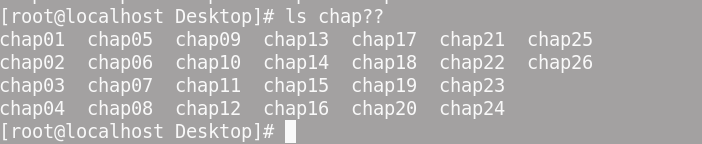 [root@localhost Desktop]# ls chap??
chap01  chap05  chap09  chap13  chap17  chap21  chap25
chap02  chap06  chap10  chap14  chap18  chap22  chap26
chap03  chap07  chap11  chap15  chap19  chap23
chap04  chap08  chap12  chap16  chap20  chap24
[root@localhost Desktop]#